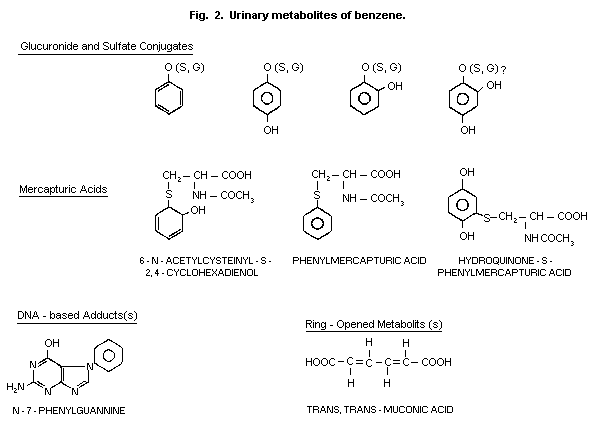 Fig. 2. Urinary metabolites of benzene.
Glucuronide and Sulfate Conjugates
O (S, G)
O (S, G)
O (S, G)
O (S, G) ?
OH
OH
OH
OH
Mercapturic Acids
CH2 – CH – COOH
S
NH – COCH3
OH
6 - N - ACETYLCYSTEINYL - S -
2, 4 - CYCLOHEXADIENOL
CH2 – CH – COOH
S
NH – COCH3
PHENYLMERCAPTURIC ACID
OH
S – CH2 – CH – COOH
OH
NHCOCH3
HYDROQUINONE - S -
PHENYLMERCAPTURIC ACID
DNA - based Adducts(s)
OH
N
N
H2N
N
N
N - 7 - PHENYLGUANNINE
Ring - Opened Metabolits (s)
H H
HOOC – C = C – C = C – COOH
H H
TRANS, TRANS - MUCONIC ACID